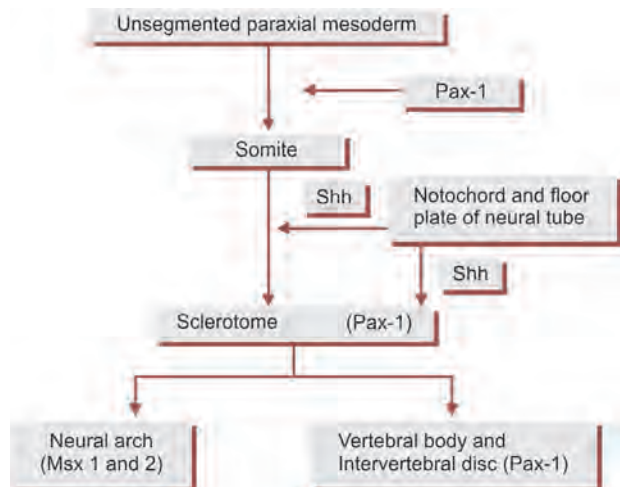 Unsegmented paraxial mesoderm
Pax-1
Somite
Shh
Notochord and floor
plate of neural tube
Shh
Sclerotome (Pax-1)
Neural arch
(Msx 1 and 2)
Vertebral body and
Intervertebral disc (Pax-1)